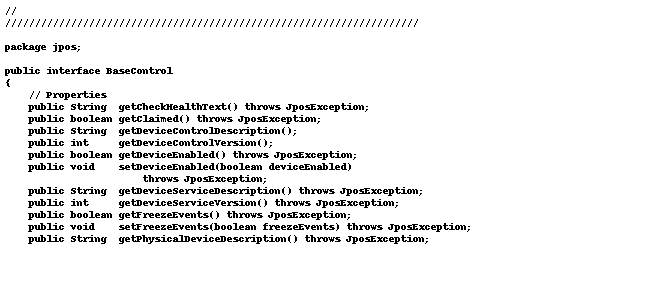 //
/////////////////////////////////////////////////////////////////////

package jpos;

public interface BaseControl
{
    // Properties
    public String  getCheckHealthText() throws JposException;
    public boolean getClaimed() throws JposException;
    public String  getDeviceControlDescription();
    public int     getDeviceControlVersion();
    public boolean getDeviceEnabled() throws JposException;
    public void    setDeviceEnabled(boolean deviceEnabled)
                       throws JposException;
    public String  getDeviceServiceDescription() throws JposException;
    public int     getDeviceServiceVersion() throws JposException;
    public boolean getFreezeEvents() throws JposException;
    public void    setFreezeEvents(boolean freezeEvents) throws JposException;
    public String  getPhysicalDeviceDescription() throws JposException;